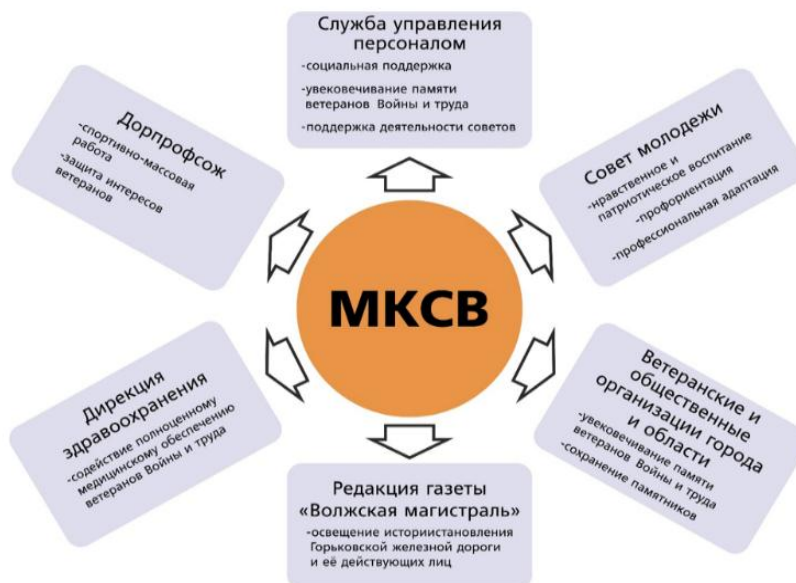 Служба управления
персоналом
-социальная поддержка
-увековечивание памяти
ветеранов Войны и труда
-поддержка деятельности советов
Дорпрофсож
-спортивно-массовая
работа
-защита интересов
ветеранов
Совет молодежи
-нравственное и
патриотическое воспитание
-профориентация
-профессиональная адаптация
МКСВ
Дирекция
здравоохранения
-содействие полноценному
медицинскому обеспечению
ветеранов Войны и труда
Ветеранские и
общественные
организации города
и области
-увековечивание памяти
ветеранов Войны и труда
-сохранение памятников
Редакция газеты
«Волжская магистраль»
-освещение историистановления
Горьковской железной дороги
и её действующих лиц